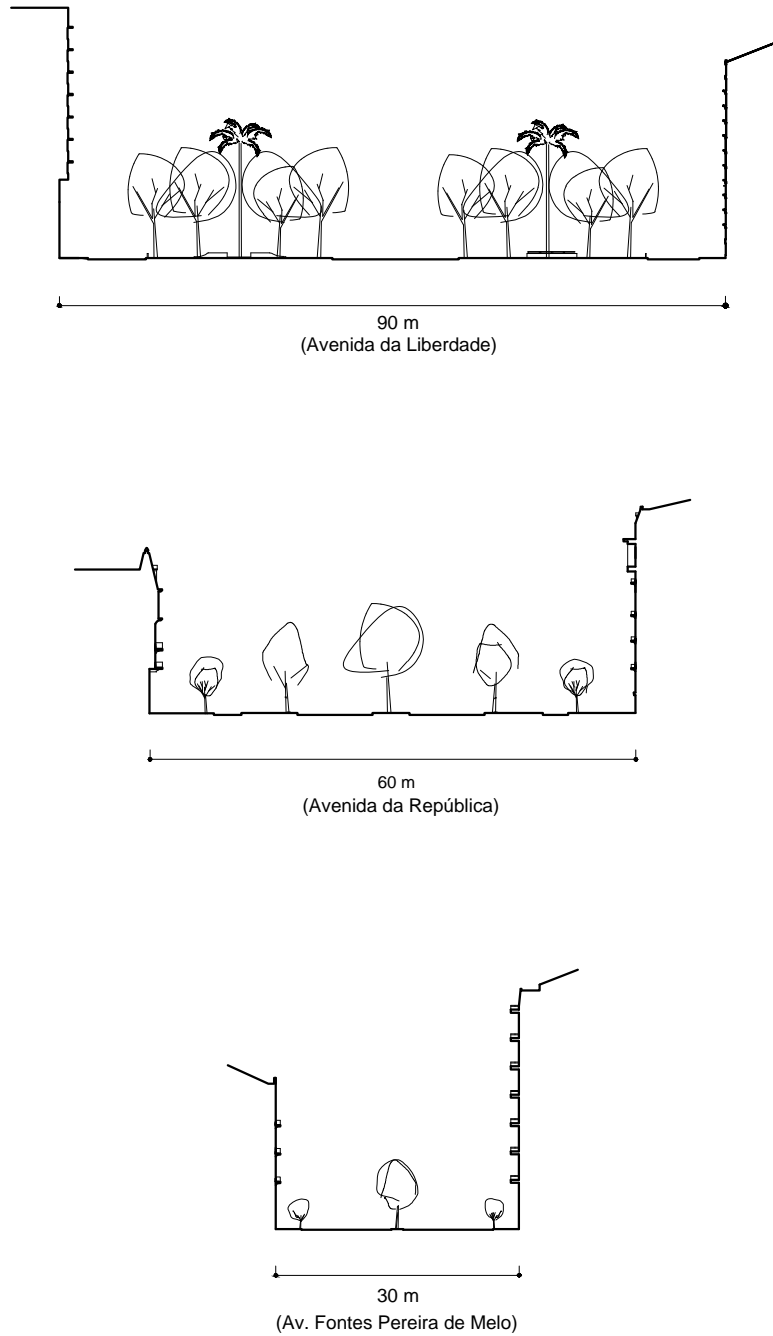 90 m
(Avenida da Liberdade)
60 m
(Avenida da República)
30 m
(Av. Fontes Pereira de Melo)